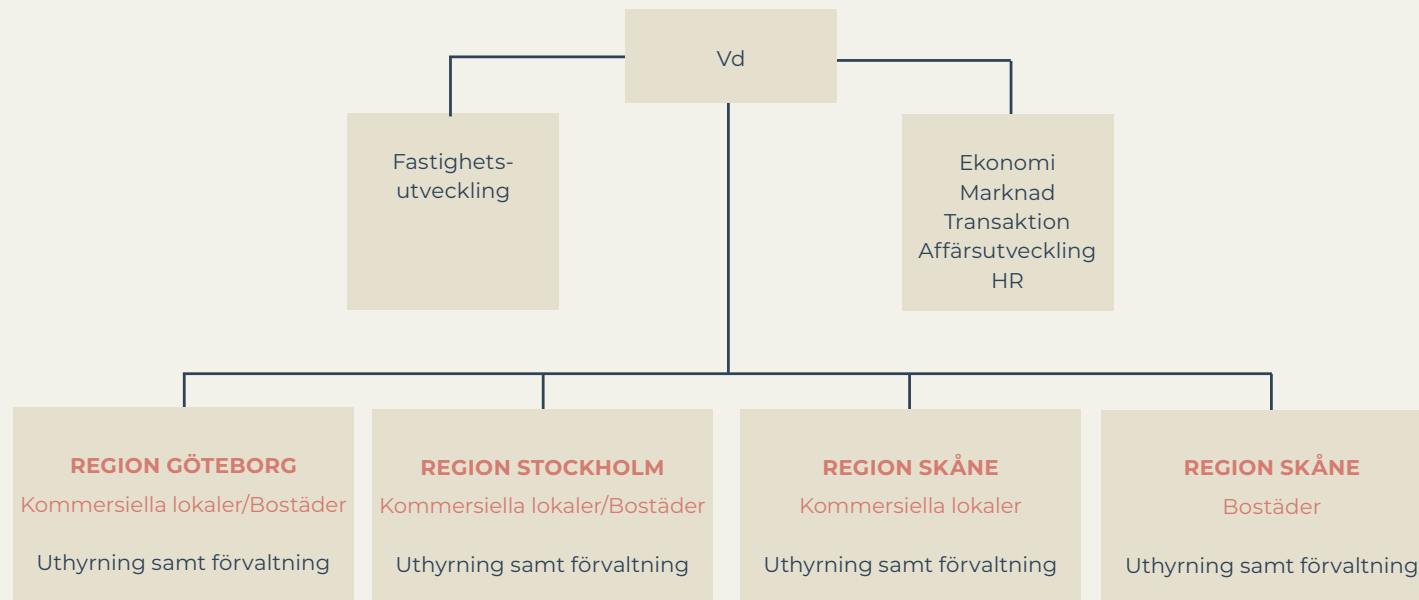 Vd
Fastighets-
utveckling
Ekonomi
Marknad
Transaktion
Affärsutveckling
HR
REGION GÖTEBORG
Kommersiella lokaler/Bostäder
Uthyrning samt förvaltning
REGION STOCKHOLM
Kommersiella lokaler/Bostäder
Uthyrning samt förvaltning
REGION SKÅNE
Kommersiella lokaler
Uthyrning samt förvaltning
REGION SKÅNE
Bostäder
Uthyrning samt förvaltning